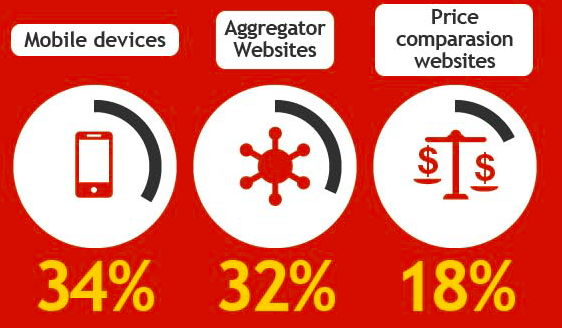 Mobile devices
Aggregator
Websites
Price
comparasion
websites
$ $
34% 32% 18%